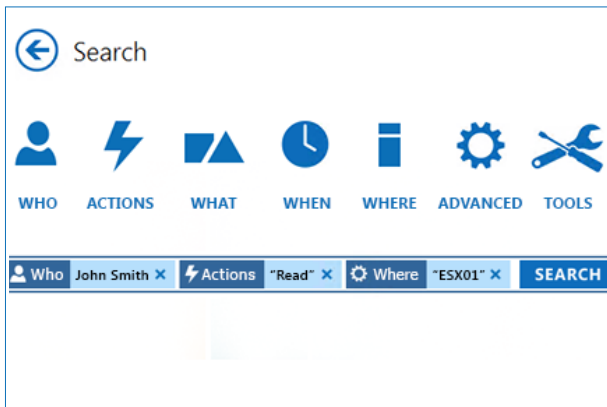 Search
WHO ACTIONS WHAT WHEN WHERE ADVANCED TOOLS
Who John Smith × Actions "Read" × Where "ESX01" × SEARCH